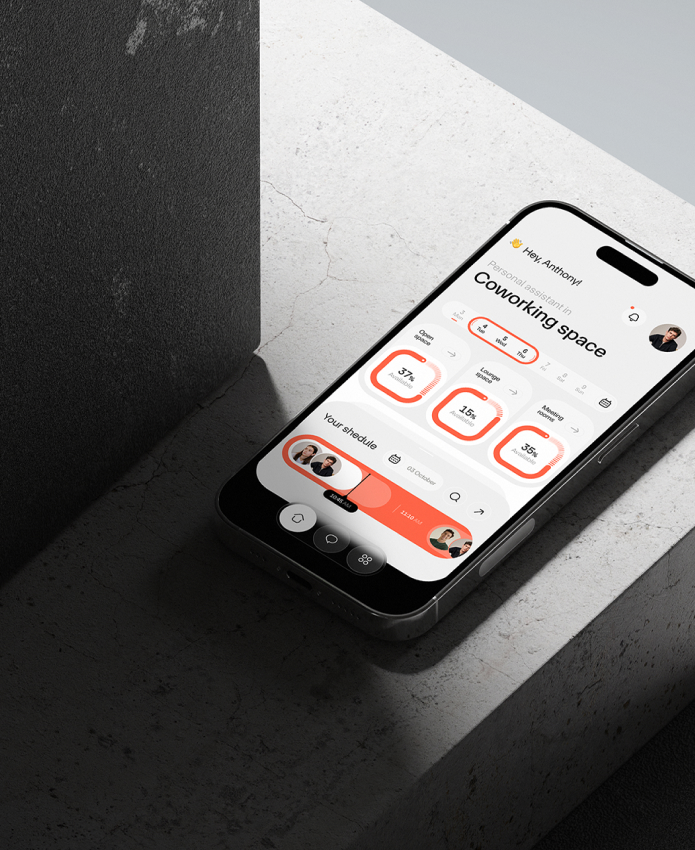 👋 Hey, Anthony!
Personal assistant in
Coworking space
3 4 5 6 7 8 9
Mon Tue Wed Thu Fri Sat Sun
Open
space
37%
Available
Lounge
space
15%
Available
Meeting
rooms
35%
Available
Your shedule
03 October
10:45 AM
11:10 AM